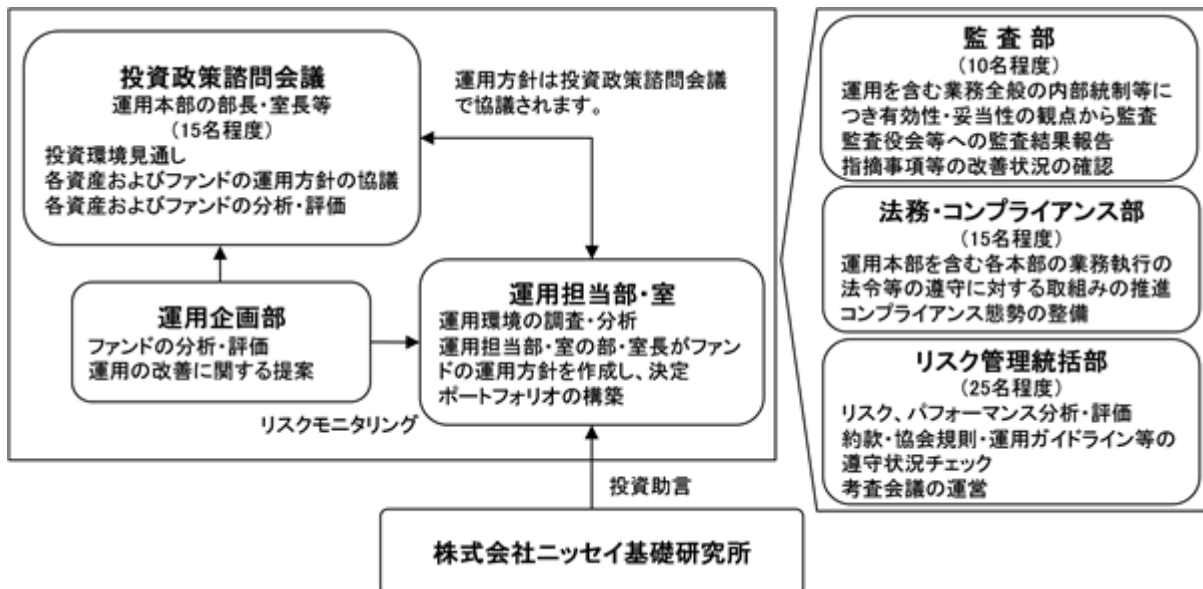 投資政策諮問会議
運用本部の部長・室長等
(15名程度)
投資環境見通し
各資産およびファンドの運用方針の協議
各資産およびファンドの分析・評価
運用方針は投資政策諮問会議
で協議されます。
運用企画部
ファンドの分析・評価
運用の改善に関する提案
リスクモニタリング
運用担当部・室
運用環境の調査・分析
運用担当部・室の部・室長がファン
ドの運用方針を作成し、決定
ポートフォリオの構築
投資助言
株式会社ニッセイ基礎研究所
監 査 部
(10名程度)
運用を含む業務全般の内部統制等に
つき有効性・妥当性の観点から監査
監査役会等への監査結果報告
指摘事項等の改善状況の確認
法務・コンプライアンス部
(15名程度)
運用本部を含む各本部の業務執行の
法令等の遵守に対する取組みの推進
コンプライアンス態勢の整備
リスク管理統括部
(25名程度)
リスク、パフォーマンス分析・評価
約款・協会規則・運用ガイドライン等の
遵守状況チェック
考査会議の運営